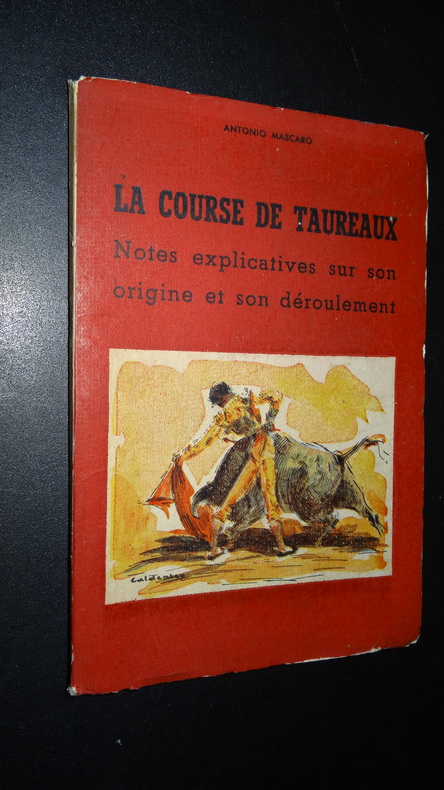 ANTONIO MASCARO
LA COURSE DE TAUREAUX
Notes explicatives sur son
origine et son déroulement